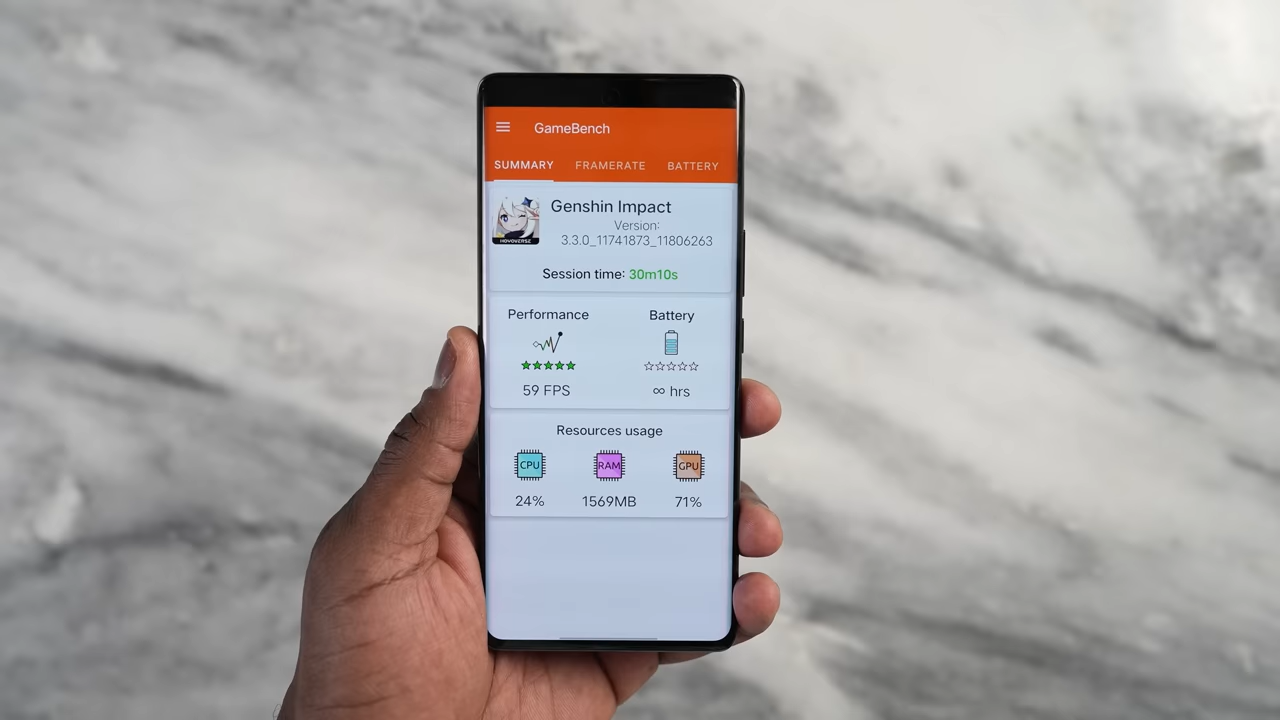 GameBench
SUMMARY FRAMERATE BATTERY
Genshin Impact
Version:
3.3.0_11741873_11806263
HOYOVERSE
Session time: 30m10s
Performance Battery
59 FPS ∞ hrs
Resources usage
CPU RAM GPU
24% 1569MB 71%